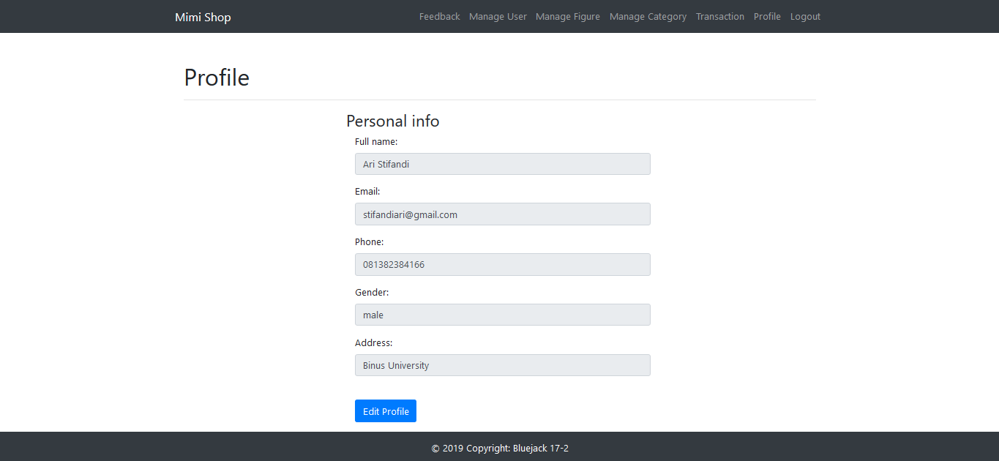 Mimi Shop Feedback Manage User Manage Figure Manage Category Transaction Profile Logout
Profile
Personal info
Full name:
Ari Stifandi
Email:
stifandiari@gmail.com
Phone:
081382384166
Gender:
male
Address:
Binus University
Edit Profile
© 2019 Copyright: Bluejack 17-2